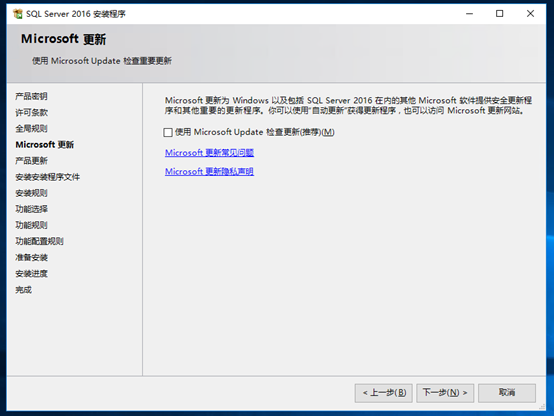 SQL Server 2016 安装程序
Microsoft 更新
使用 Microsoft Update 检查重要更新
产品密钥
许可条款
全局规则
Microsoft 更新
产品更新
安装安装程序文件
安装规则
功能选择
功能规则
功能配置规则
准备安装
安装进度
完成
Microsoft 更新为 Windows 以及包括 SQL Server 2016 在内的其他 Microsoft 软件提供安全更新程
序和其他重要的更新程序。你可以使用“自动更新”获得更新程序，也可以访问 Microsoft 更新网站。
使用 Microsoft Update 检查更新(推荐)(M)
Microsoft 更新常见问题
Microsoft 更新隐私声明
< 上一步(B)
下一步(N) >
取消